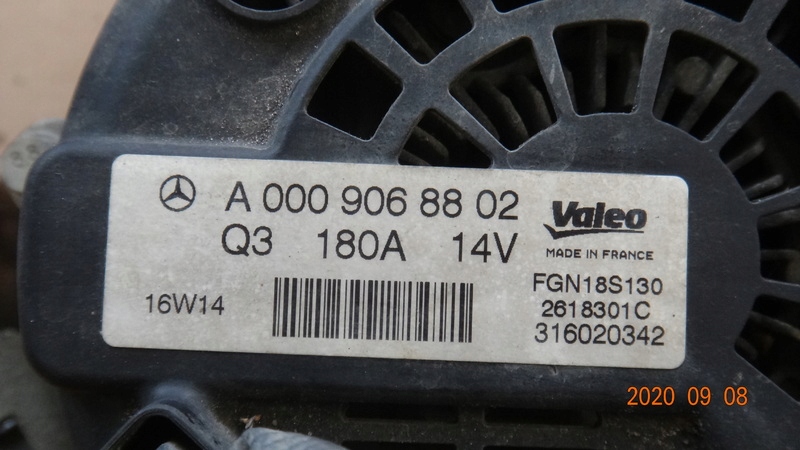 A 000 906 88 02
Q3 180A 14V
16W14
Valeo
MADE IN FRANCE
FGN18S130
2618301C
316020342
2020 09 08